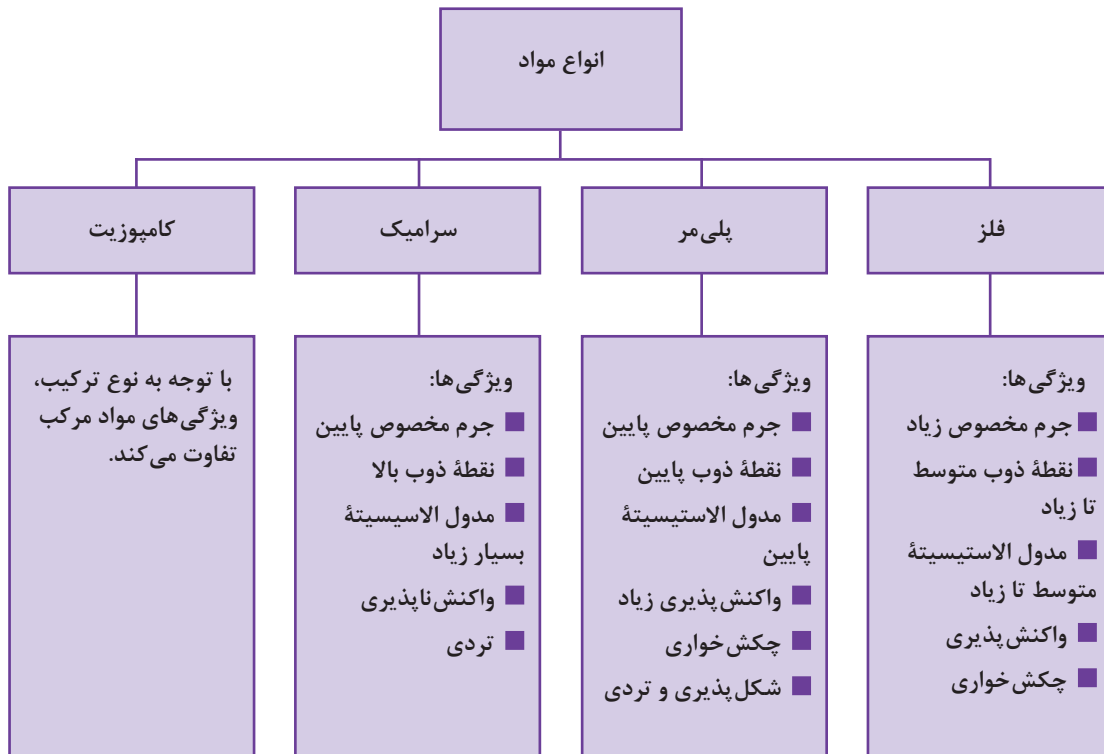 انواع مواد
فلز
پلی‌مر
سرامیک
کامپوزیت
ویژگی‌ها:
■ جرم مخصوص زیاد
■ نقطهٔ ذوب متوسط
تا زیاد
■ مدول الاستیسیتهٔ
متوسط تا زیاد
■ واکنش‌پذیری
■ چکش‌خواری
ویژگی‌ها:
■ جرم مخصوص پایین
■ نقطهٔ ذوب پایین
■ مدول الاستیسیتهٔ
پایین
■ واکنش‌پذیری زیاد
■ چکش‌خواری
■ شکل‌پذیری و تردی
ویژگی‌ها:
■ جرم مخصوص پایین
■ نقطهٔ ذوب بالا
■ مدول الاسیسیتهٔ
بسیار زیاد
■ واکنش‌ناپذیری
■ تردی
با توجه به نوع ترکیب،
ویژگی‌های مواد مرکب
تفاوت می‌کند.